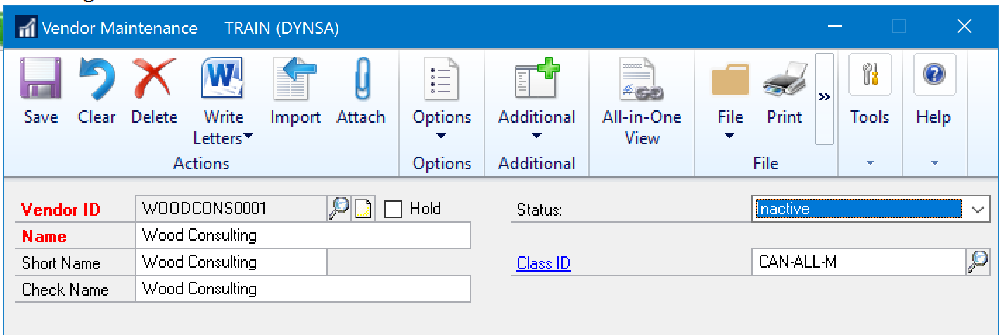 Vendor Maintenance - TRAIN (DYNSA)
Save Clear Delete Write Letters Import Attach Options Additional All-in-One View File Print » Tools Help
Actions Options Additional File
Vendor ID WOODCONS0001 Hold Status: Inactive
Name Wood Consulting
Short Name Wood Consulting Class ID CAN-ALL-M
Check Name Wood Consulting